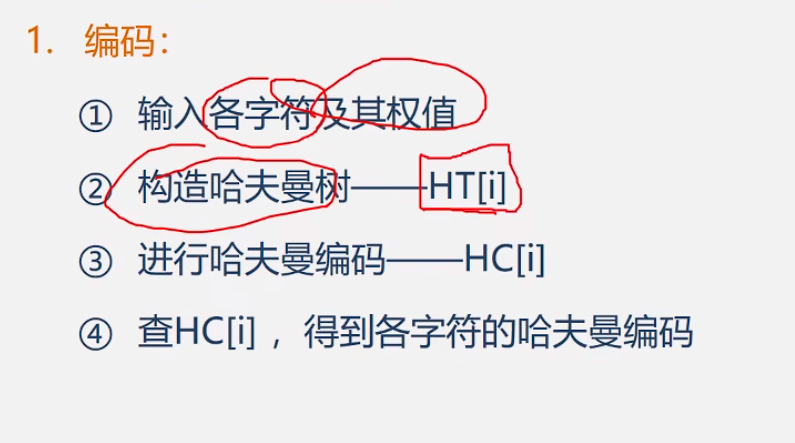 1. 编码：
① 输入各字符及其权值
② 构造哈夫曼树——HT[i]
③ 进行哈夫曼编码——HC[i]
④ 查HC[i] ，得到各字符的哈夫曼编码